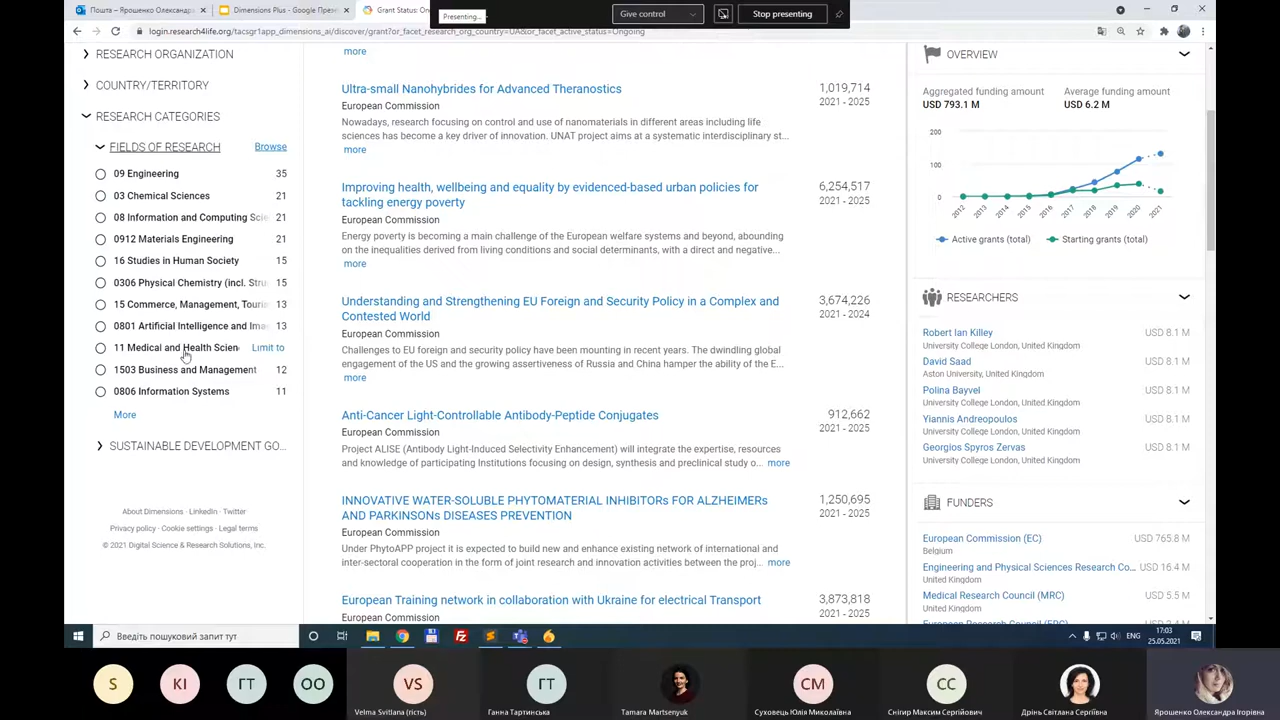 Пошта – Ярошенко Олександра
Dimensions Plus - Google През
Grant Status: On
Presenting...
Give control
Stop presenting
login.research4life.org/tacsgr1app_dimensions_ai/discover/grant?or_facet_research_org_country=UA&or_facet_active_status=Ongoing
RESEARCH ORGANIZATION
COUNTRY/TERRITORY
RESEARCH CATEGORIES
FIELDS OF RESEARCH Browse
09 Engineering 35
03 Chemical Sciences 21
08 Information and Computing Scie 21
0912 Materials Engineering 21
16 Studies in Human Society 15
0306 Physical Chemistry (incl. Stru 15
15 Commerce, Management, Touris 13
0801 Artificial Intelligence and Ima 13
11 Medical and Health Scien Limit to
1503 Business and Management 12
0806 Information Systems 11
More
SUSTAINABLE DEVELOPMENT GO...
About Dimensions · LinkedIn · Twitter
Privacy policy · Cookie settings · Legal terms
© 2021 Digital Science & Research Solutions, Inc.
more
Ultra-small Nanohybrides for Advanced Theranostics 1,019,714
European Commission 2021 - 2025
Nowadays, research focusing on control and use of nanomaterials in different areas including life
sciences has become a key driver of innovation. UNAT project aims at a systematic interdisciplinary st...
more
Improving health, wellbeing and equality by evidenced-based urban policies for 6,254,517
tackling energy poverty 2021 - 2025
European Commission
Energy poverty is becoming a main challenge of the European welfare systems and beyond, abounding
on the inequalities derived from living conditions and social determinants, with a direct and negative...
more
Understanding and Strengthening EU Foreign and Security Policy in a Complex and 3,674,226
Contested World 2021 - 2024
European Commission
Challenges to EU foreign and security policy have been mounting in recent years. The dwindling global
engagement of the US and the growing assertiveness of Russia and China hamper the ability of the E...
more
Anti-Cancer Light-Controllable Antibody-Peptide Conjugates 912,662
European Commission 2021 - 2025
Project ALISE (Antibody Light-Induced Selectivity Enhancement) will integrate the expertise, resources
and knowledge of participating Institutions focusing on design, synthesis and preclinical study o... more
INNOVATIVE WATER-SOLUBLE PHYTOMATERIAL INHIBITORs FOR ALZHEIMERs 1,250,695
AND PARKINSONs DISEASES PREVENTION 2021 - 2025
European Commission
Under PhytoAPP project it is expected to build new and enhance existing network of international and
inter-sectoral cooperation in the form of joint research and innovation activities between the proj... more
European Training network in collaboration with Ukraine for electrical Transport 3,873,818
European Commission 2021 - 2025
OVERVIEW
Aggregated funding amount Average funding amount
USD 793.1 M USD 6.2 M
200
100
0
2012 2013 2014 2015 2016 2017 2018 2019 2020 2021
Active grants (total) Starting grants (total)
RESEARCHERS
Robert Ian Killey USD 8.1 M
University College London, United Kingdom
David Saad USD 8.1 M
Aston University, United Kingdom
Polina Bayvel USD 8.1 M
University College London, United Kingdom
Yiannis Andreopoulos USD 8.1 M
University College London, United Kingdom
Georgios Spyros Zervas USD 8.1 M
University College London, United Kingdom
FUNDERS
European Commission (EC) USD 765.8 M
Belgium
Engineering and Physical Sciences Research Co... USD 16.4 M
United Kingdom
Medical Research Council (MRC) USD 5.5 M
United Kingdom
Введіть пошуковий запит тут
ENG
17:03
25.05.2021
S
КІ
ГТ
ОО
VS
Velma Svitlana (гість)
ГТ
Ганна Тартинська
Tamara Martsenyuk
СМ
Суховець Юлія Миколаївна
СС
Снігир Максим Сергійович
Дрінь Світлана Сергіївна
Ярошенко Олександра Ігорівна